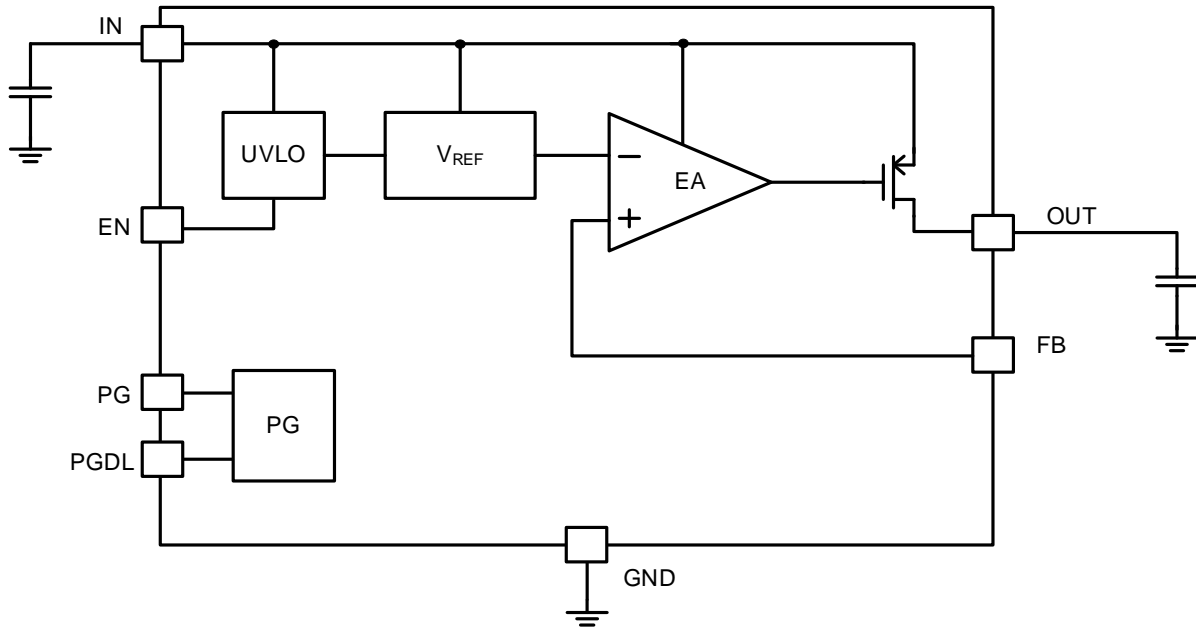 IN
UVLO
VREF
−
EA
+
EN
OUT
FB
PG
PG
PGDL
GND